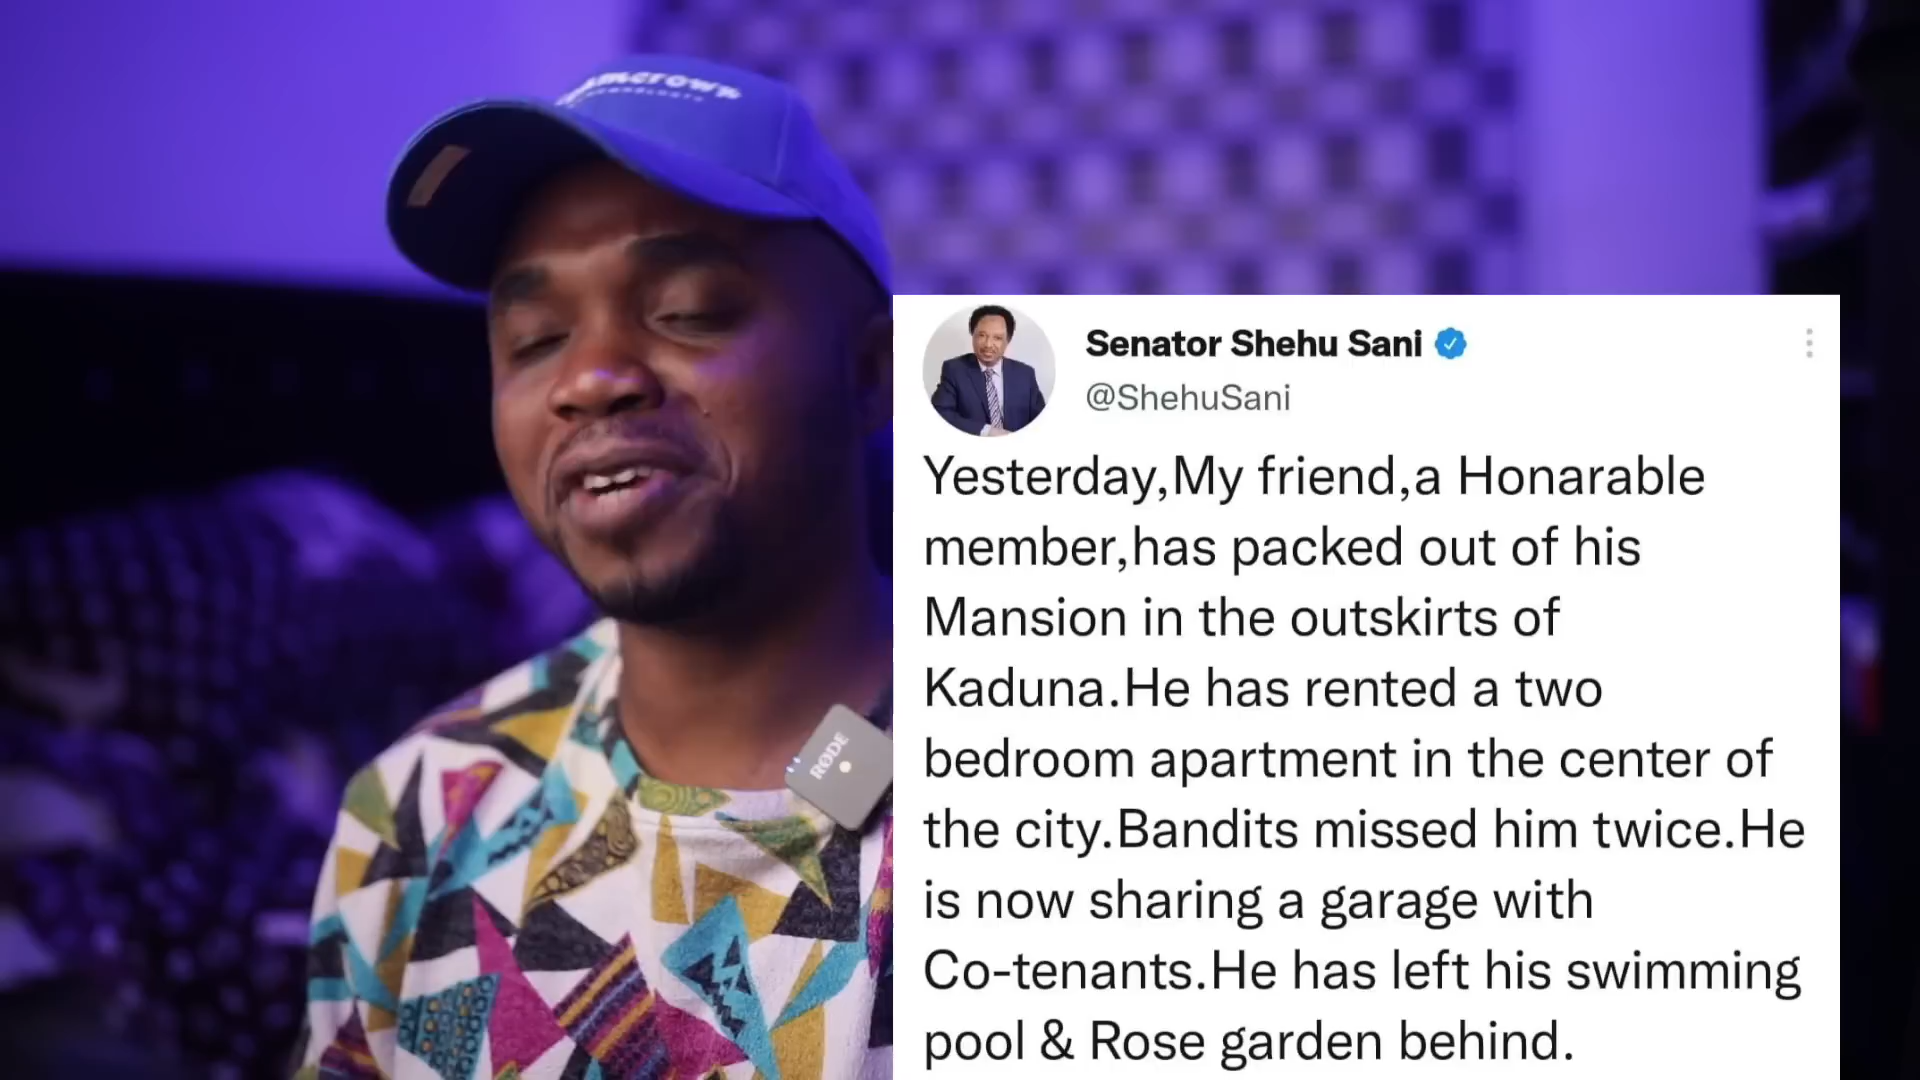 Senator Shehu Sani
@ShehuSani
Yesterday,My friend,a Honarable
member,has packed out of his
Mansion in the outskirts of
Kaduna.He has rented a two
bedroom apartment in the center of
the city.Bandits missed him twice.He
is now sharing a garage with
Co-tenants.He has left his swimming
pool & Rose garden behind.
RØDE